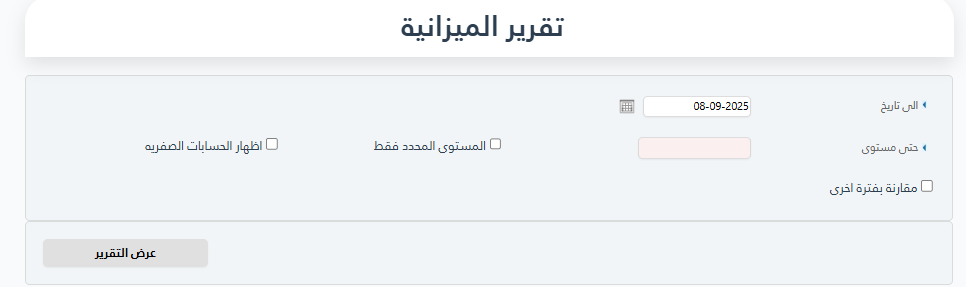 تقرير الميزانية
الى تاريخ 08-09-2025
حتى مستوى المستوى المحدد فقط اظهار الحسابات الصفريه
مقارنة بفترة اخرى
عرض التقرير